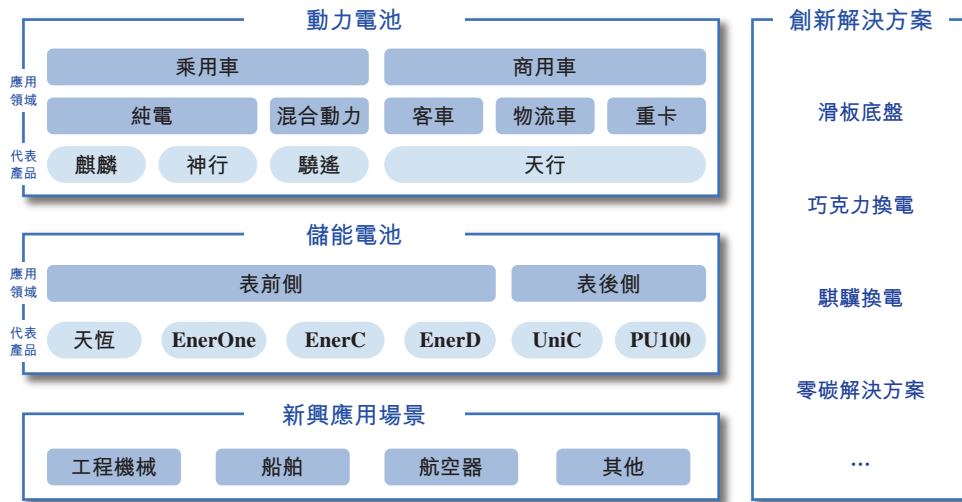 動力電池
應用
領域
乘用車
商用車
純電
混合動力
客車
物流車
重卡
代表
產品
麒麟
神行
驍遙
天行
儲能電池
應用
領域
表前側
表後側
代表
產品
天恆
EnerOne
EnerC
EnerD
UniC
PU100
新興應用場景
工程機械
船舶
航空器
其他
創新解決方案
滑板底盤
巧克力換電
騏驥換電
零碳解決方案
...